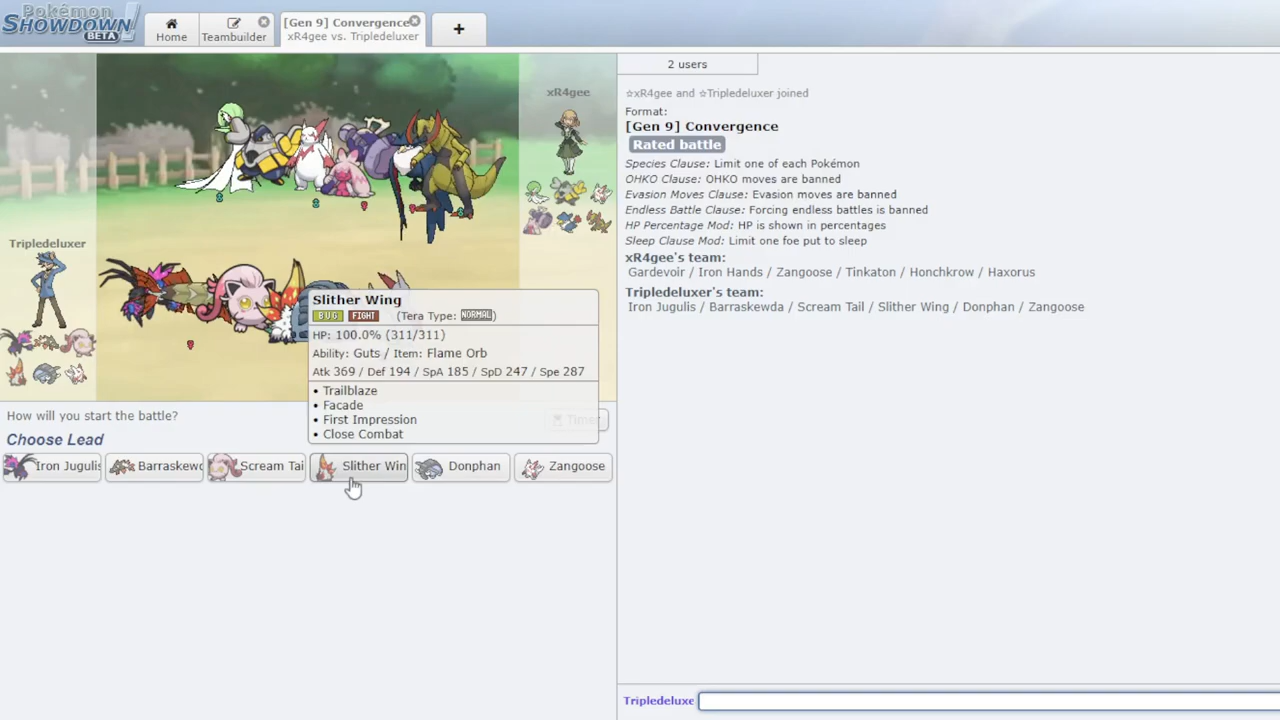 Pokémon
SHOWDOWN!
BETA
Home
Teambuilder
[Gen 9] Convergence
xR4gee vs. Tripledeluxer
+
Tripledeluxer
xR4gee
Slither Wing
BUG FIGHT (Tera Type: NORMAL)
HP: 100.0% (311/311)
Ability: Guts / Item: Flame Orb
Atk 369 / Def 194 / SpA 185 / SpD 247 / Spe 287
• Trailblaze
• Facade
• First Impression
• Close Combat
How will you start the battle?
Timer
Choose Lead
Iron Jugulis
Barraskewd
Scream Tai
Slither Win
Donphan
Zangoose
2 users
☆xR4gee and ☆Tripledeluxer joined
Format:
[Gen 9] Convergence
Rated battle
Species Clause: Limit one of each Pokémon
OHKO Clause: OHKO moves are banned
Evasion Moves Clause: Evasion moves are banned
Endless Battle Clause: Forcing endless battles is banned
HP Percentage Mod: HP is shown in percentages
Sleep Clause Mod: Limit one foe put to sleep
xR4gee's team:
Gardevoir / Iron Hands / Zangoose / Tinkaton / Honchkrow / Haxorus
Tripledeluxer's team:
Iron Jugulis / Barraskewda / Scream Tail / Slither Wing / Donphan / Zangoose
Tripledeluxe